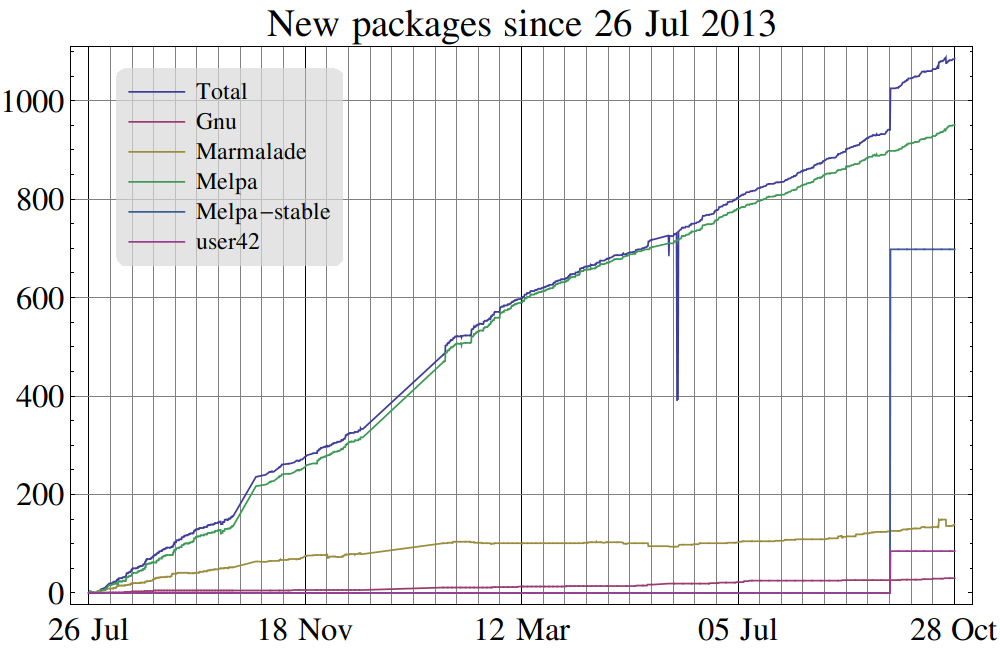 New packages since 26 Jul 2013
1000
800
600
400
200
0
Total
Gnu
Marmalade
Melpa
Melpa−stable
user42
26 Jul 18 Nov 12 Mar 05 Jul 28 Oct